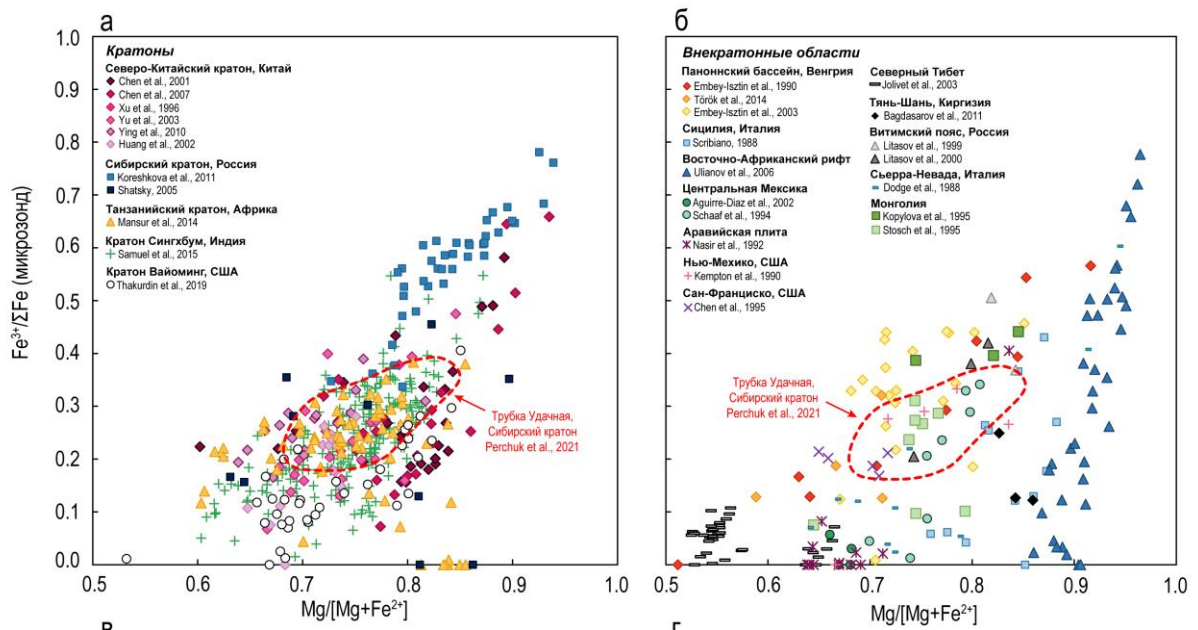 а
Кратоны
Северо-Китайский кратон, Китай
Chen et al., 2001
Chen et al., 2007
Xu et al., 1996
Yu et al., 2003
Ying et al., 2010
Huang et al., 2002
Сибирский кратон, Россия
Koreshkova et al., 2011
Shatsky, 2005
Танзанийский кратон, Африка
Mansur et al., 2014
Кратон Сингхбум, Индия
Samuel et al., 2015
Кратон Вайоминг, США
Thakurdin et al., 2019
Трубка Удачная,
Сибирский кратон
Perchuk et al., 2021
Fe³⁺/ΣFe (микрозонд)
1.0
0.9
0.8
0.7
0.6
0.5
0.4
0.3
0.2
0.1
0.0
0.5 0.6 0.7 0.8 0.9 1.0
Mg/[Mg+Fe²⁺]
б
Внекратонные области
Паноннский бассейн, Венгрия
Embey-Isztin et al., 1990
Török et al., 2014
Embey-Isztin et al., 2003
Сицилия, Италия
Scribiano, 1988
Восточно-Африканский рифт
Ulianov et al., 2006
Центральная Мексика
Aguirre-Diaz et al., 2002
Schaaf et al., 1994
Аравийская плита
Nasir et al., 1992
Нью-Мехико, США
Kempton et al., 1990
Сан-Франциско, США
Chen et al., 1995
Северный Тибет
Jolivet et al., 2003
Тянь-Шань, Киргизия
Bagdasarov et al., 2011
Витимский пояс, Россия
Litasov et al., 1999
Litasov et al., 2000
Сьерра-Невада, Италия
Dodge et al., 1988
Монголия
Kopylova et al., 1995
Stosch et al., 1995
Трубка Удачная,
Сибирский кратон
Perchuk et al., 2021
0.5 0.6 0.7 0.8 0.9 1.0
Mg/[Mg+Fe²⁺]